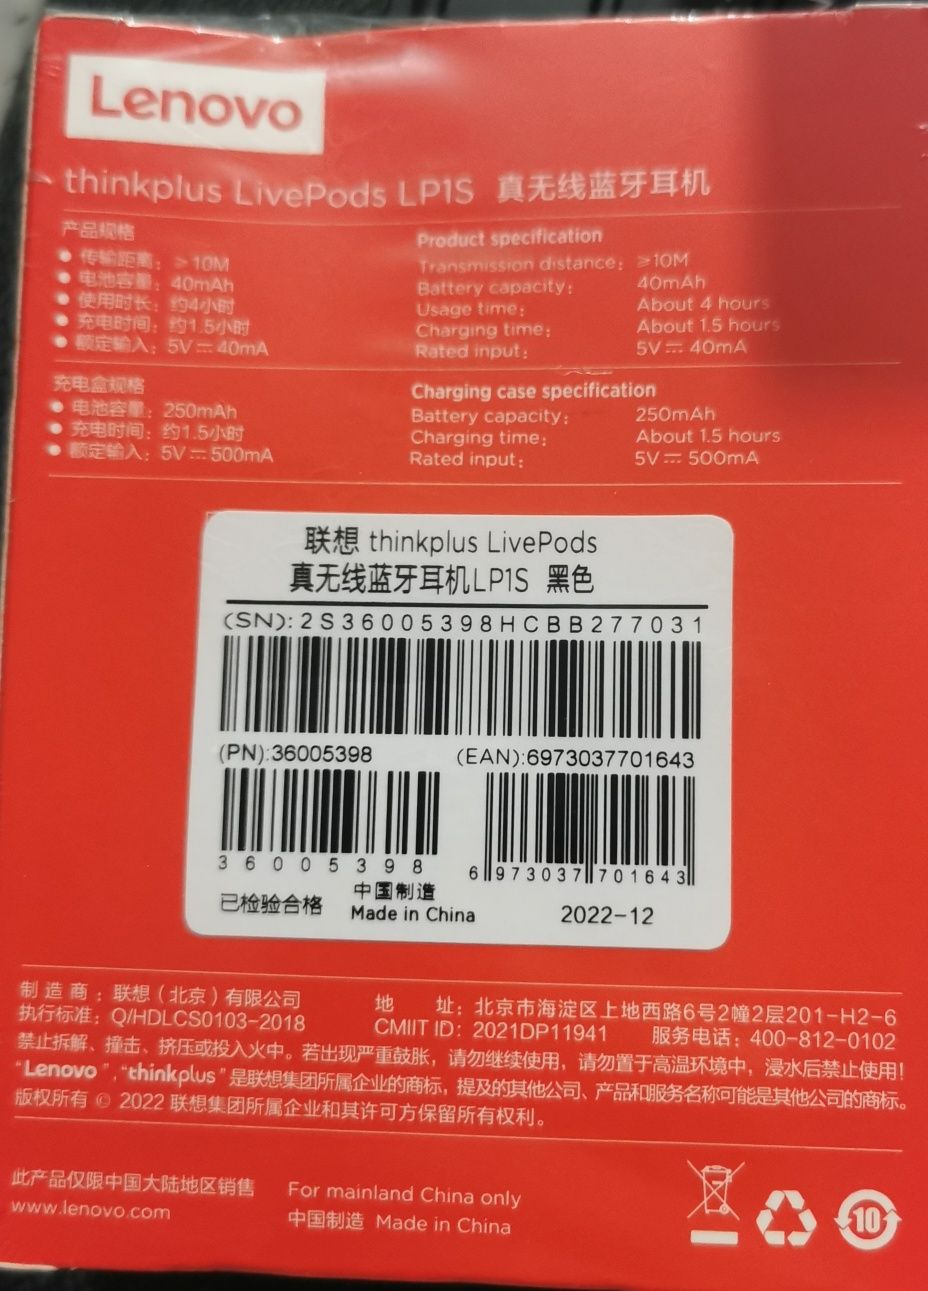 Lenovo
thinkplus LivePods LP1S 真无线蓝牙耳机
产品规格
● 传输距离：≥10M
● 电池容量：40mAh
● 使用时长：约4小时
● 充电时间：约1.5小时
● 额定输入：5V⎓40mA
Product specification
Transmission distance：≥10M
Battery capacity： 40mAh
Usage time： About 4 hours
Charging time： About 1.5 hours
Rated input： 5V⎓ 40mA
充电盒规格
● 电池容量：250mAh
● 充电时间：约1.5小时
● 额定输入：5V⎓500mA
Charging case specification
Battery capacity： 250mAh
Charging time： About 1.5 hours
Rated input： 5V⎓ 500mA
联想 thinkplus LivePods
真无线蓝牙耳机LP1S 黑色
(SN):2S36005398HCBB277031
(PN):36005398
(EAN):6973037701643
36005398
6 973037 701643
已检验合格
中国制造
Made in China
2022-12
制造商：联想（北京）有限公司
地 址：北京市海淀区上地西路6号2幢2层201-H2-6
执行标准：Q/HDLCS0103-2018
CMIIT ID：2021DP11941
服务电话：400-812-0102
禁止拆解、撞击、挤压或投入火中。若出现严重鼓胀，请勿继续使用，请勿置于高温环境中，浸水后禁止使用！
“Lenovo”,“thinkplus”是联想集团所属企业的商标，提及的其他公司、产品和服务名称可能是其他公司的商标。
版权所有 © 2022 联想集团所属企业和其许可方保留所有权利。
此产品仅限中国大陆地区销售
For mainland China only
www.lenovo.com
中国制造 Made in China
10